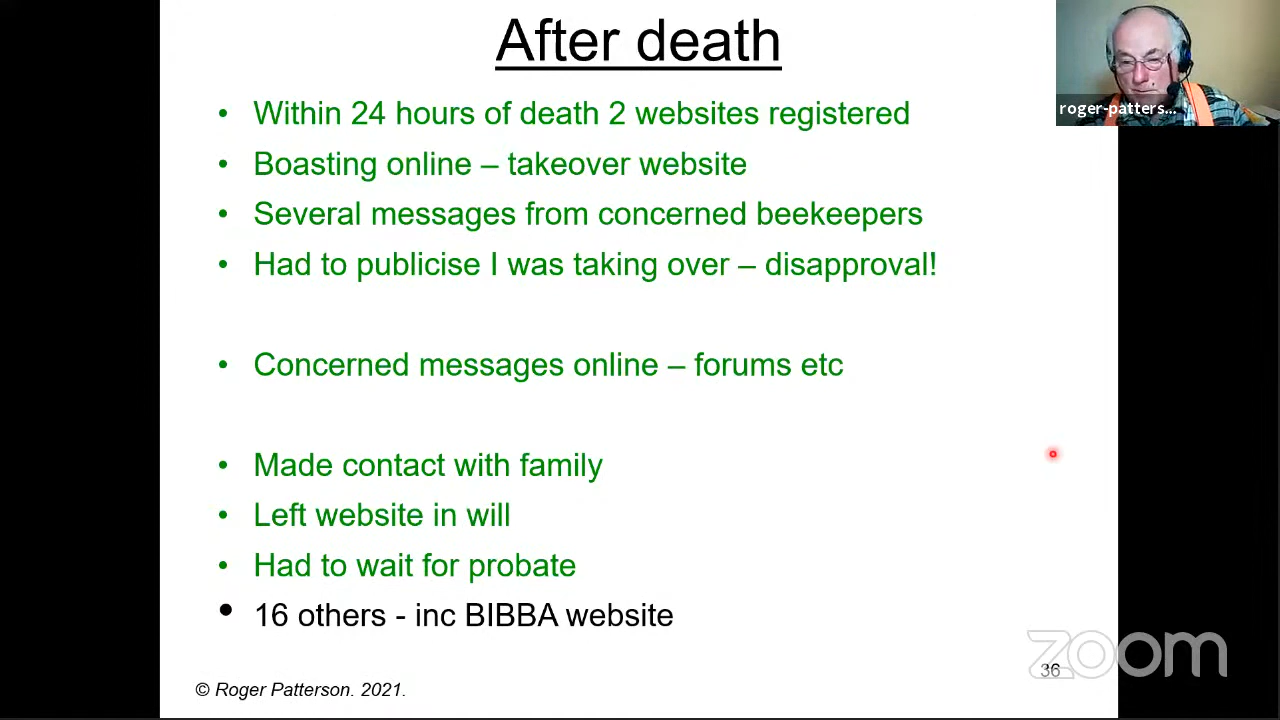 After death
• Within 24 hours of death 2 websites registered
• Boasting online – takeover website
• Several messages from concerned beekeepers
• Had to publicise I was taking over – disapproval!
• Concerned messages online – forums etc
• Made contact with family
• Left website in will
• Had to wait for probate
• 16 others - inc BIBBA website
© Roger Patterson. 2021.
36
roger-patters...
zoom